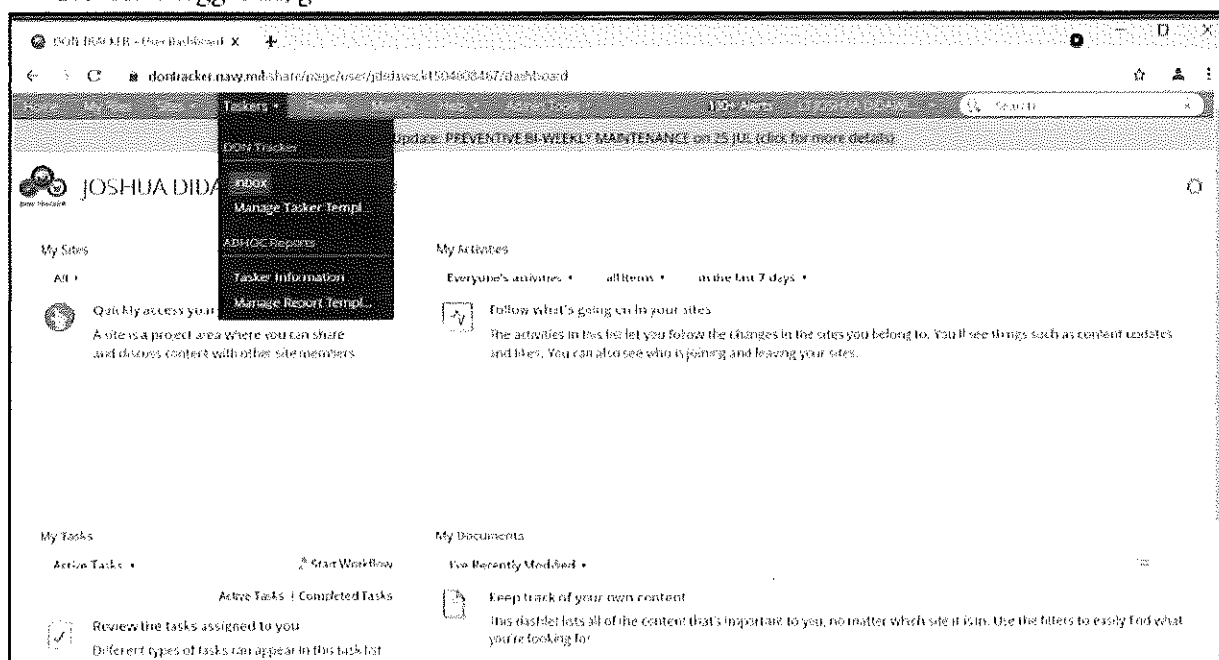 DON TRACKER - User Dashboard X +
dontracker.navy.mil/share/page/user/
/dashboard
Home My Files Sites Taskers People Help Admin Tools Alerts Search
Update: PREVENTIVE BI-WEEKLY MAINTENANCE on 25 JUL (click for more details)
DON Tracker
Inbox
JOSHUA
Manage Tasker Templ...
ADHOC Reports
Tasker Information
Manage Report Templ...
My Sites
All
My Activities
Everyone's activities all items in the last 7 days
Quickly access your
A site is a project area where you can share
and discuss content with other site members
Follow what's going on in your sites
The activities in this list let you follow the changes in the sites you belong to. You'll see things such as content updates
and likes. You can also see who is joining and leaving your sites.
My Tasks
Active Tasks Start Workflow
Active Tasks | Completed Tasks
Review the tasks assigned to you
Different types of tasks can appear in this task list
My Documents
I've Recently Modified
Keep track of your own content
This dashlet lists all of the content that's important to you, no matter which site it is in. Use the filters to easily find what
you're looking for